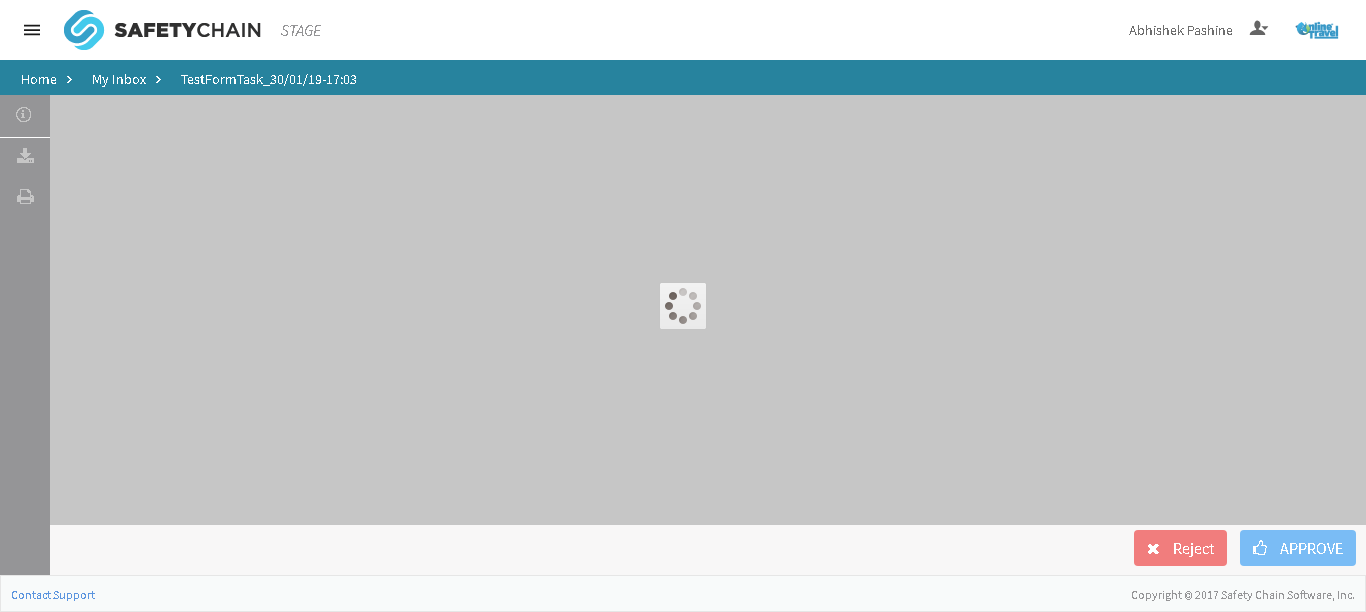 SAFETYCHAIN STAGE
Abhishek Pashine
Online Travel
Home
My Inbox
TestFormTask_30/01/19-17:03
Reject
APPROVE
Contact Support
Copyright © 2017 Safety Chain Software, Inc.